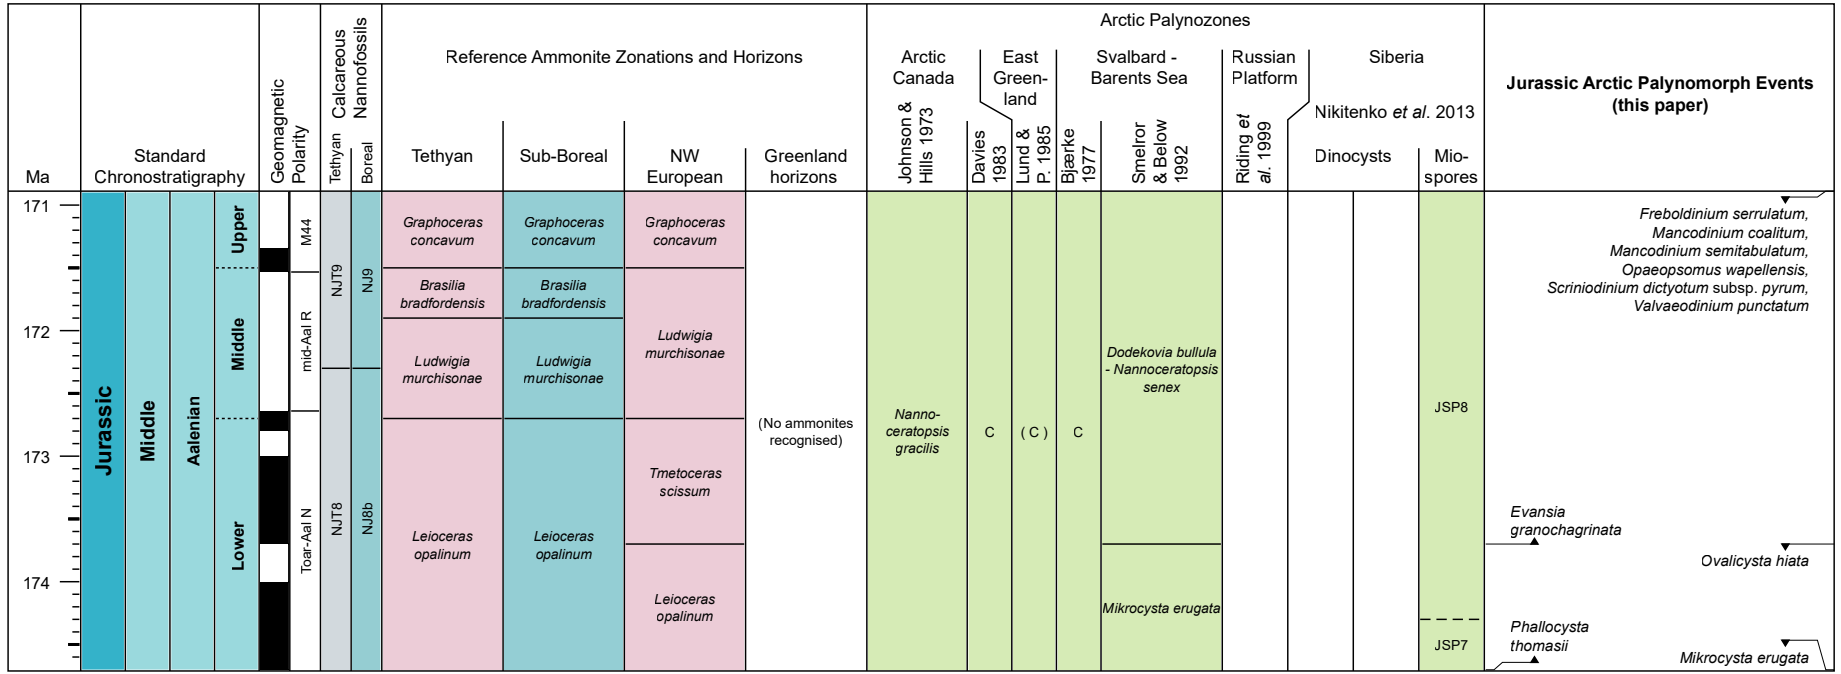 Arctic Palynozones
Reference Ammonite Zonations and Horizons
Calcareous
Nannofossils
Geomagnetic
Polarity
Arctic
Canada
East
Green-
land
Svalbard -
Barents Sea
Russian
Platform
Siberia
Jurassic Arctic Palynomorph Events
(this paper)
Nikitenko et al. 2013
Ma
Standard
Chronostratigraphy
Tethyan
Boreal
Tethyan
Sub-Boreal
NW
European
Greenland
horizons
Johnson &
Hills 1973
Davies
1983
Lund &
P. 1985
Bjærke
1977
Smelror
& Below
1992
Riding et
al. 1999
Dinocysts
Mio-
spores
171
172
173
174
Jurassic
Middle
Aalenian
Upper
Middle
Lower
M44
mid-Aal R
Toar-Aal N
NJT9
NJT8
NJ9
NJ8b
Graphoceras
concavum
Brasilia
bradfordensis
Ludwigia
murchisonae
Leioceras
opalinum
Graphoceras
concavum
Brasilia
bradfordensis
Ludwigia
murchisonae
Leioceras
opalinum
Graphoceras
concavum
Ludwigia
murchisonae
Tmetoceras
scissum
Leioceras
opalinum
(No ammonites
recognised)
Nanno-
ceratopsis
gracilis
C
( C )
C
Dodekovia bullula
- Nannoceratopsis
senex
Mikrocysta erugata
JSP8
JSP7
Freboldinium serrulatum,
Mancodinium coalitum,
Mancodinium semitabulatum,
Opaeopsomus wapellensis,
Scriniodinium dictyotum subsp. pyrum,
Valvaeodinium punctatum
Evansia
granochagrinata
Ovalicysta hiata
Phallocysta
thomasii
Mikrocysta erugata